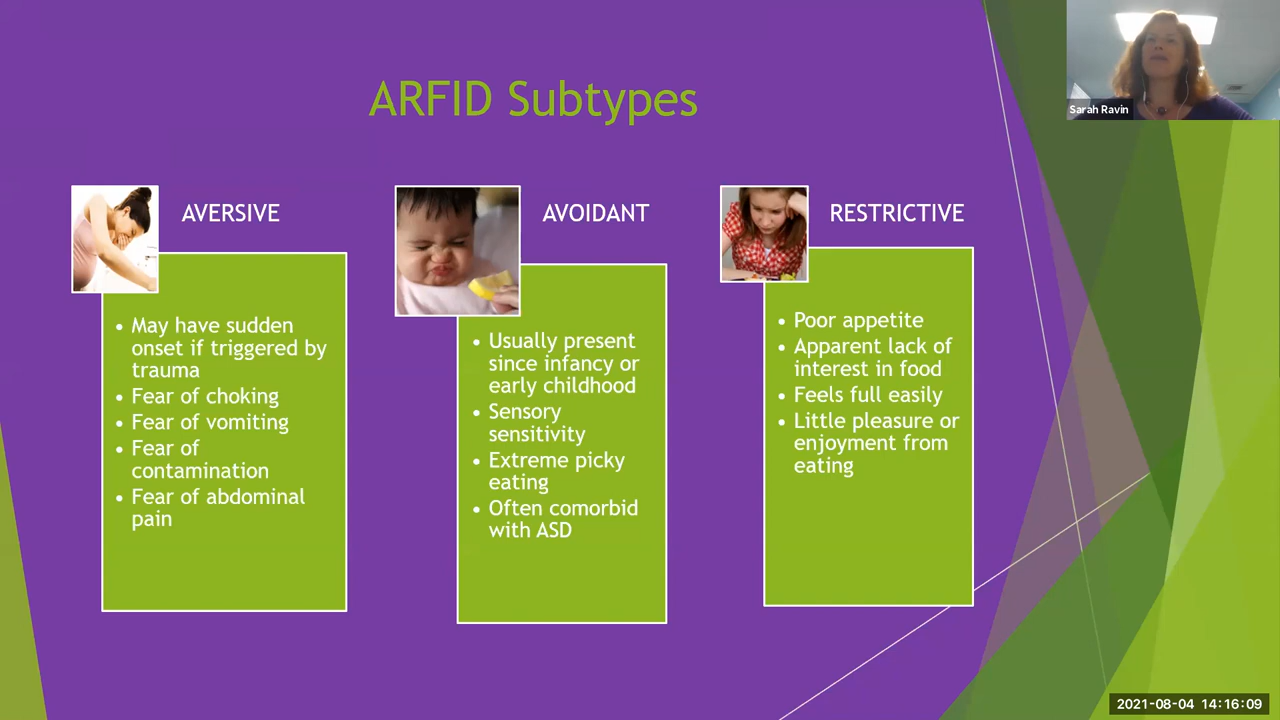 ARFID Subtypes
Sarah Ravin
AVERSIVE
• May have sudden
onset if triggered by
trauma
• Fear of choking
• Fear of vomiting
• Fear of
contamination
• Fear of abdominal
pain
AVOIDANT
• Usually present
since infancy or
early childhood
• Sensory
sensitivity
• Extreme picky
eating
• Often comorbid
with ASD
RESTRICTIVE
• Poor appetite
• Apparent lack of
interest in food
• Feels full easily
• Little pleasure or
enjoyment from
eating
2021-08-04 14:16:09